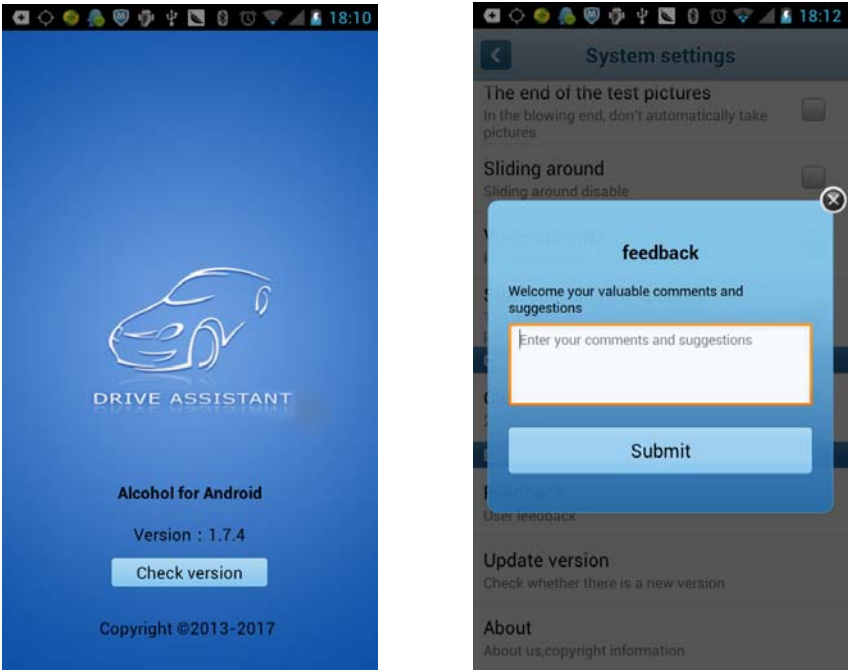 18:10
DRIVE ASSISTANT
Alcohol for Android
Version : 1.7.4
Check version
Copyright ©2013-2017
18:12
System settings
The end of the test pictures
In the blowing end, don't automatically take
pictures
Sliding around
Sliding around disable
feedback
Welcome your valuable comments and
suggestions
Enter your comments and suggestions
Submit
Feedback
User feedback
Update version
Check whether there is a new version
About
About us,copyright information